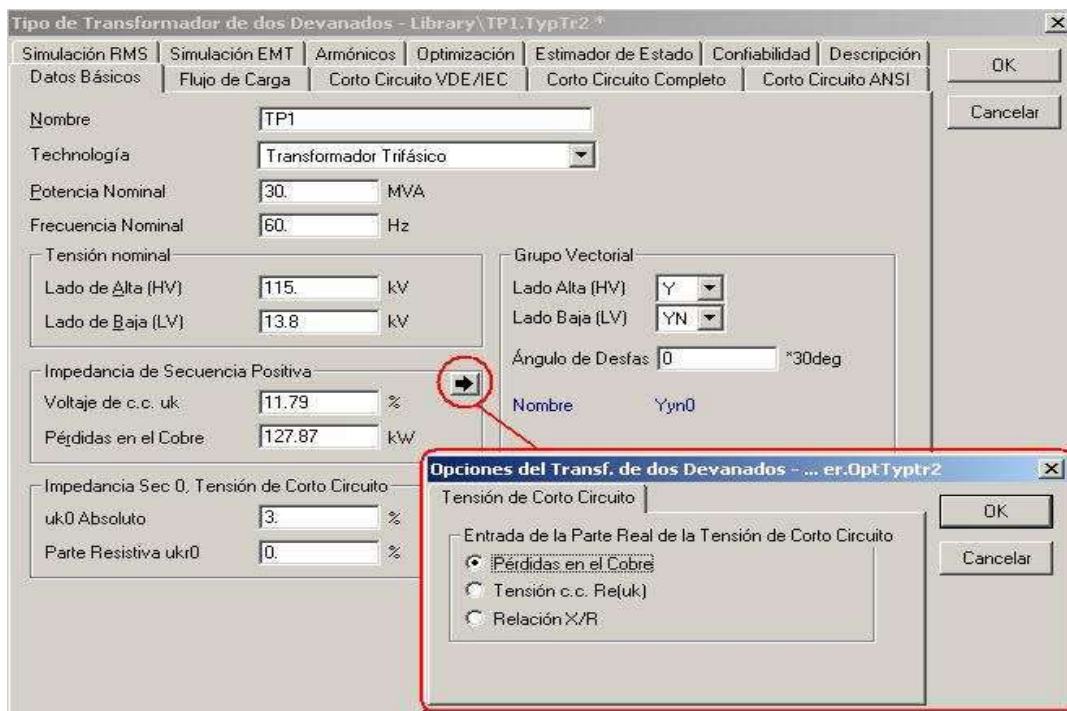 Tipo de Transformador de dos Devanados - Library\TP1.TypTr2 *
Simulación RMS Simulación EMT Armónicos Optimización Estimador de Estado Confiabilidad Descripción
Datos Básicos Flujo de Carga Corto Circuito VDE/IEC Corto Circuito Completo Corto Circuito ANSI
OK
Cancelar
Nombre TP1
Technología Transformador Trifásico
Potencia Nominal 30. MVA
Frecuencia Nominal 60. Hz
Tensión nominal
Lado de Alta (HV) 115. kV
Lado de Baja (LV) 13.8 kV
Grupo Vectorial
Lado Alta (HV) Y
Lado Baja (LV) YN
Ángulo de Desfas 0 *30deg
Nombre Yyn0
Impedancia de Secuencia Positiva
Voltaje de c.c. uk 11.79 %
Pérdidas en el Cobre 127.87 kW
Impedancia Sec 0, Tensión de Corto Circuito
uk0 Absoluto 3. %
Parte Resistiva ukr0 0. %
Opciones del Transf. de dos Devanados - ... er.OptTyptr2
Tensión de Corto Circuito
OK
Cancelar
Entrada de la Parte Real de la Tensión de Corto Circuito
Pérdidas en el Cobre
Tensión c.c. Re(uk)
Relación X/R